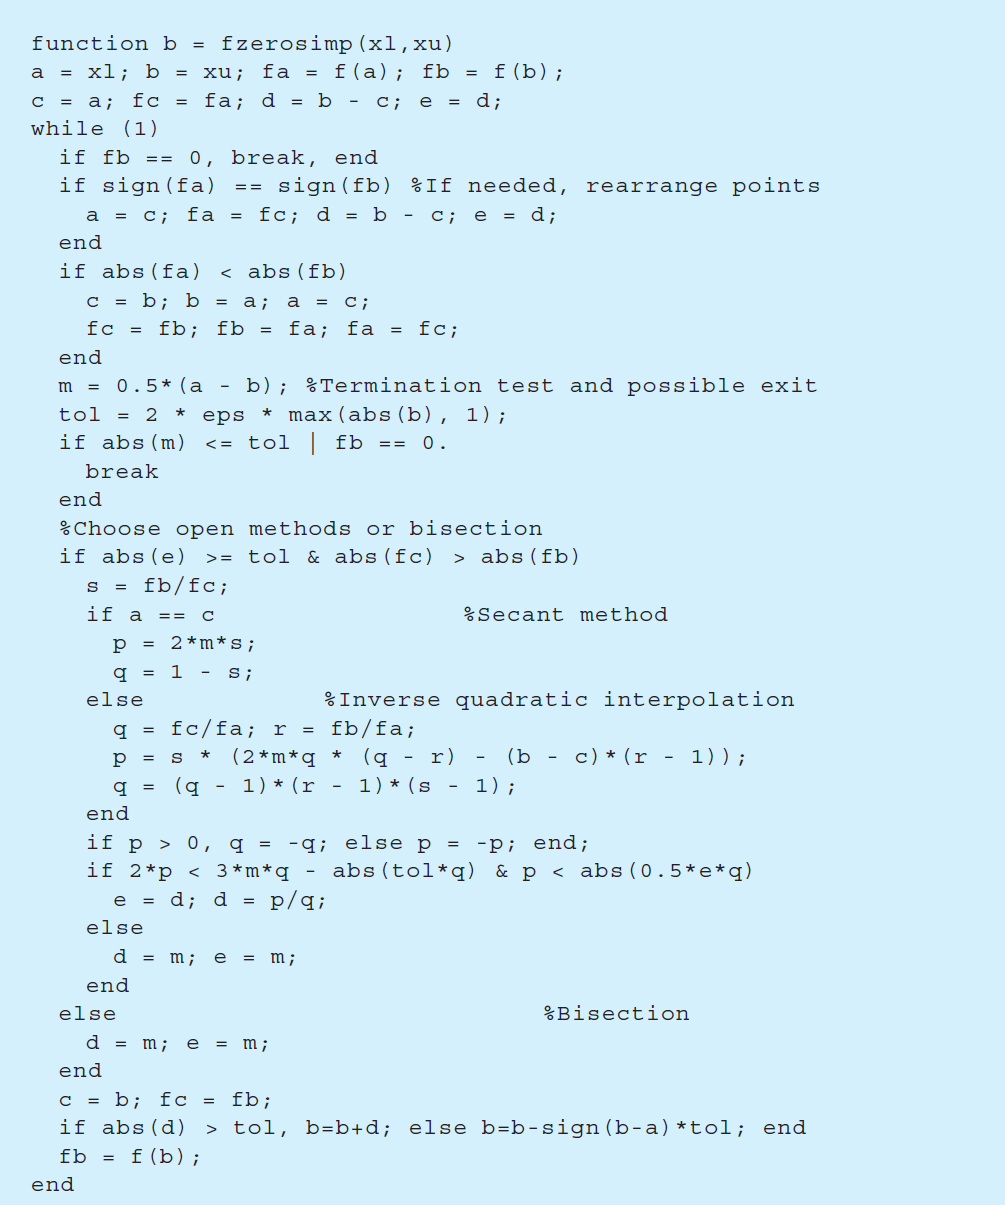 function b = fzerosimp(xl,xu)
a = xl; b = xu; fa = f(a); fb = f(b);
c = a; fc = fa; d = b - c; e = d;
while (1)
  if fb == 0, break, end
  if sign(fa) == sign(fb) %If needed, rearrange points
    a = c; fa = fc; d = b - c; e = d;
  end
  if abs(fa) < abs(fb)
    c = b; b = a; a = c;
    fc = fb; fb = fa; fa = fc;
  end
  m = 0.5*(a - b); %Termination test and possible exit
  tol = 2 * eps * max(abs(b), 1);
  if abs(m) <= tol | fb == 0.
    break
  end
  %Choose open methods or bisection
  if abs(e) >= tol & abs(fc) > abs(fb)
    s = fb/fc;
    if a == c                  %Secant method
      p = 2*m*s;
      q = 1 - s;
    else             %Inverse quadratic interpolation
      q = fc/fa; r = fb/fa;
      p = s * (2*m*q * (q - r) - (b - c)*(r - 1));
      q = (q - 1)*(r - 1)*(s - 1);
    end
    if p > 0, q = -q; else p = -p; end;
    if 2*p < 3*m*q - abs(tol*q) & p < abs(0.5*e*q)
      e = d; d = p/q;
    else
      d = m; e = m;
    end
  else                               %Bisection
    d = m; e = m;
  end
  c = b; fc = fb;
  if abs(d) > tol, b=b+d; else b=b-sign(b-a)*tol; end
  fb = f(b);
end